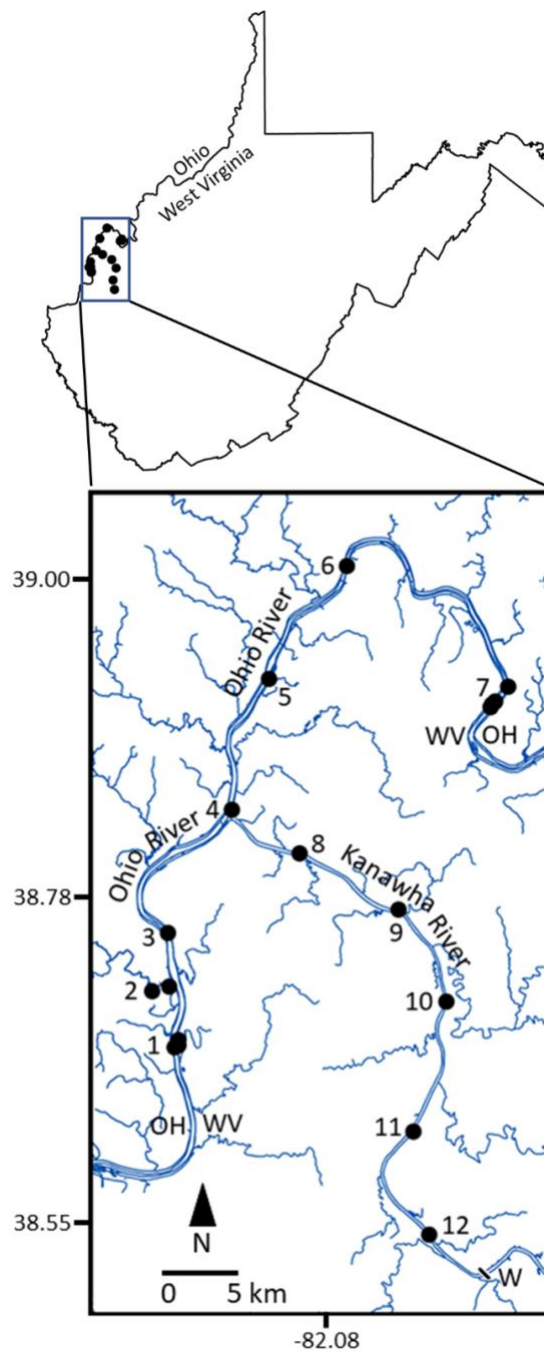 Ohio
West Virginia
39.00
6
Ohio River
5
7
WV OH
4
Ohio River
8
Kanawha River
38.78
9
3
2
10
1
OH WV
11
N
12
38.55
0 5 km
W
-82.08